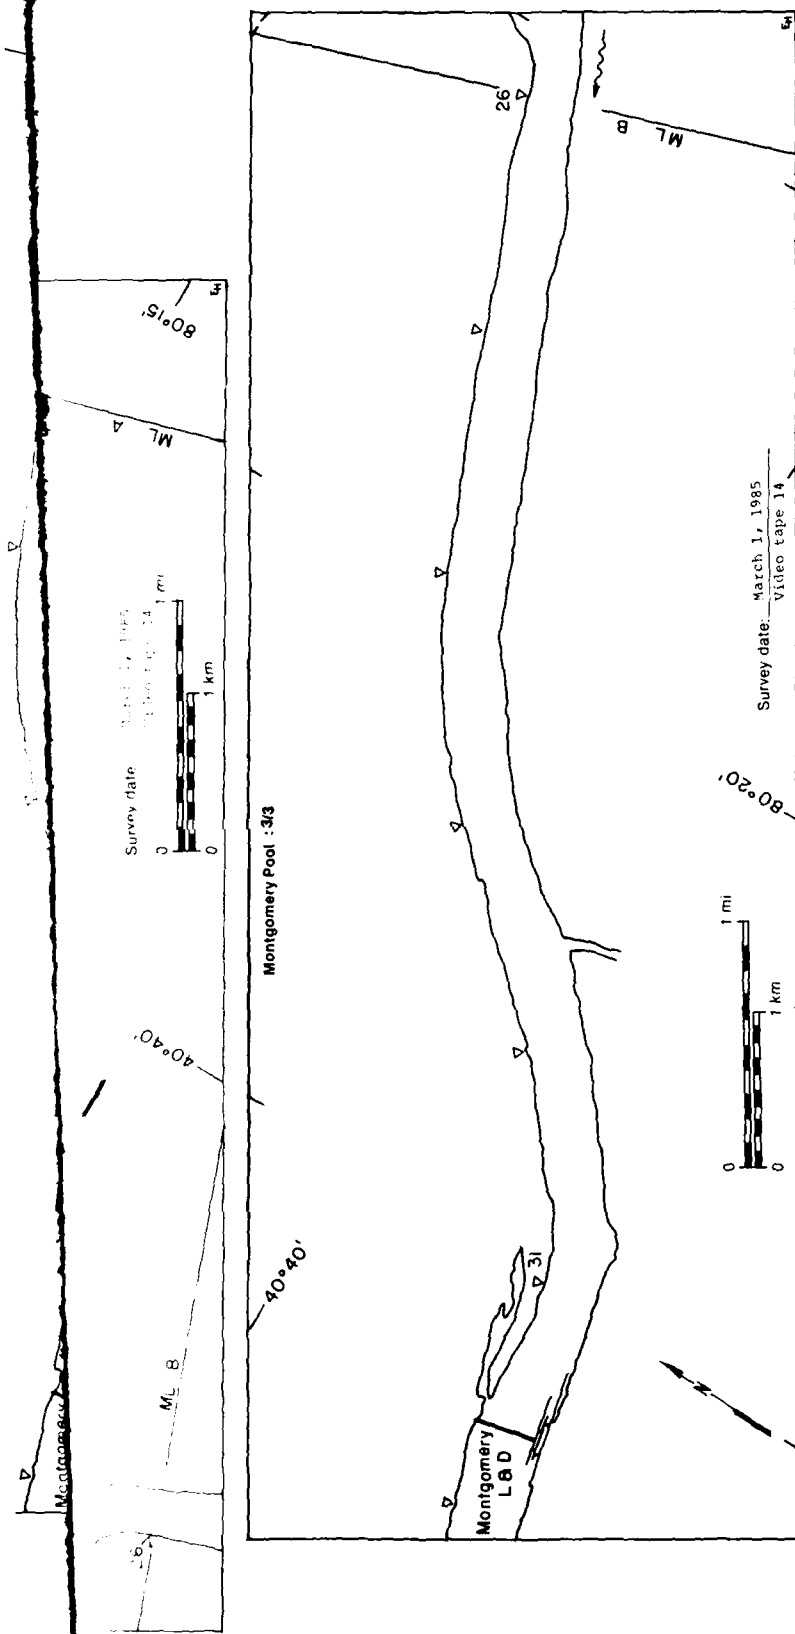 80°15'
ML A
Survey date
1 mi
0
1 km
0
40°40'
ML B
26
Montgomery
Montgomery Pool : 3/3
26
ML B
EH
Survey date: March 1, 1985
Video tape 14
80°20'
1 mi
0
1 km
0
40°40'
31
N
Montgomery
L&D